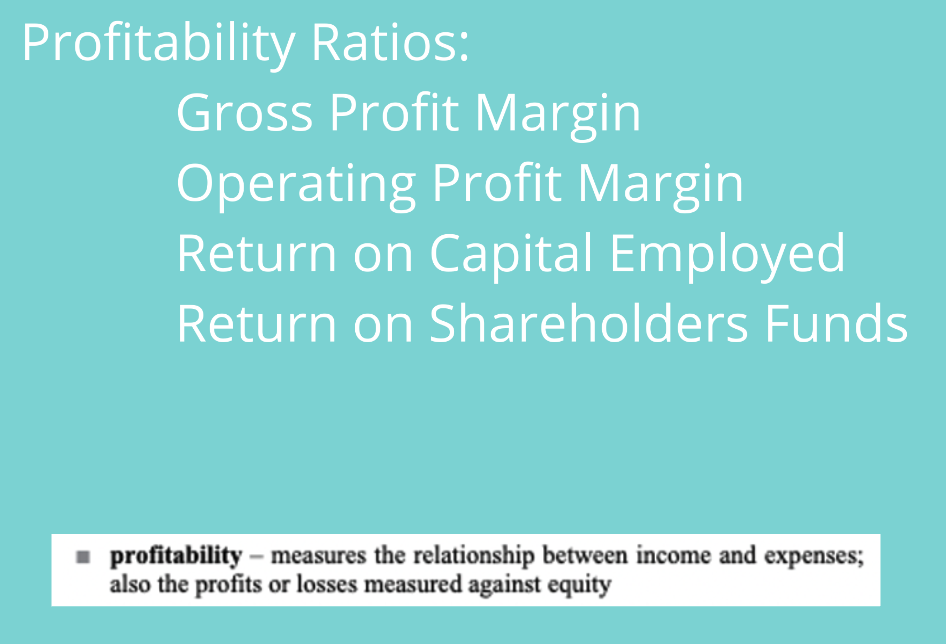 Profitability Ratios:
Gross Profit Margin
Operating Profit Margin
Return on Capital Employed
Return on Shareholders Funds
■ profitability – measures the relationship between income and expenses;
also the profits or losses measured against equity